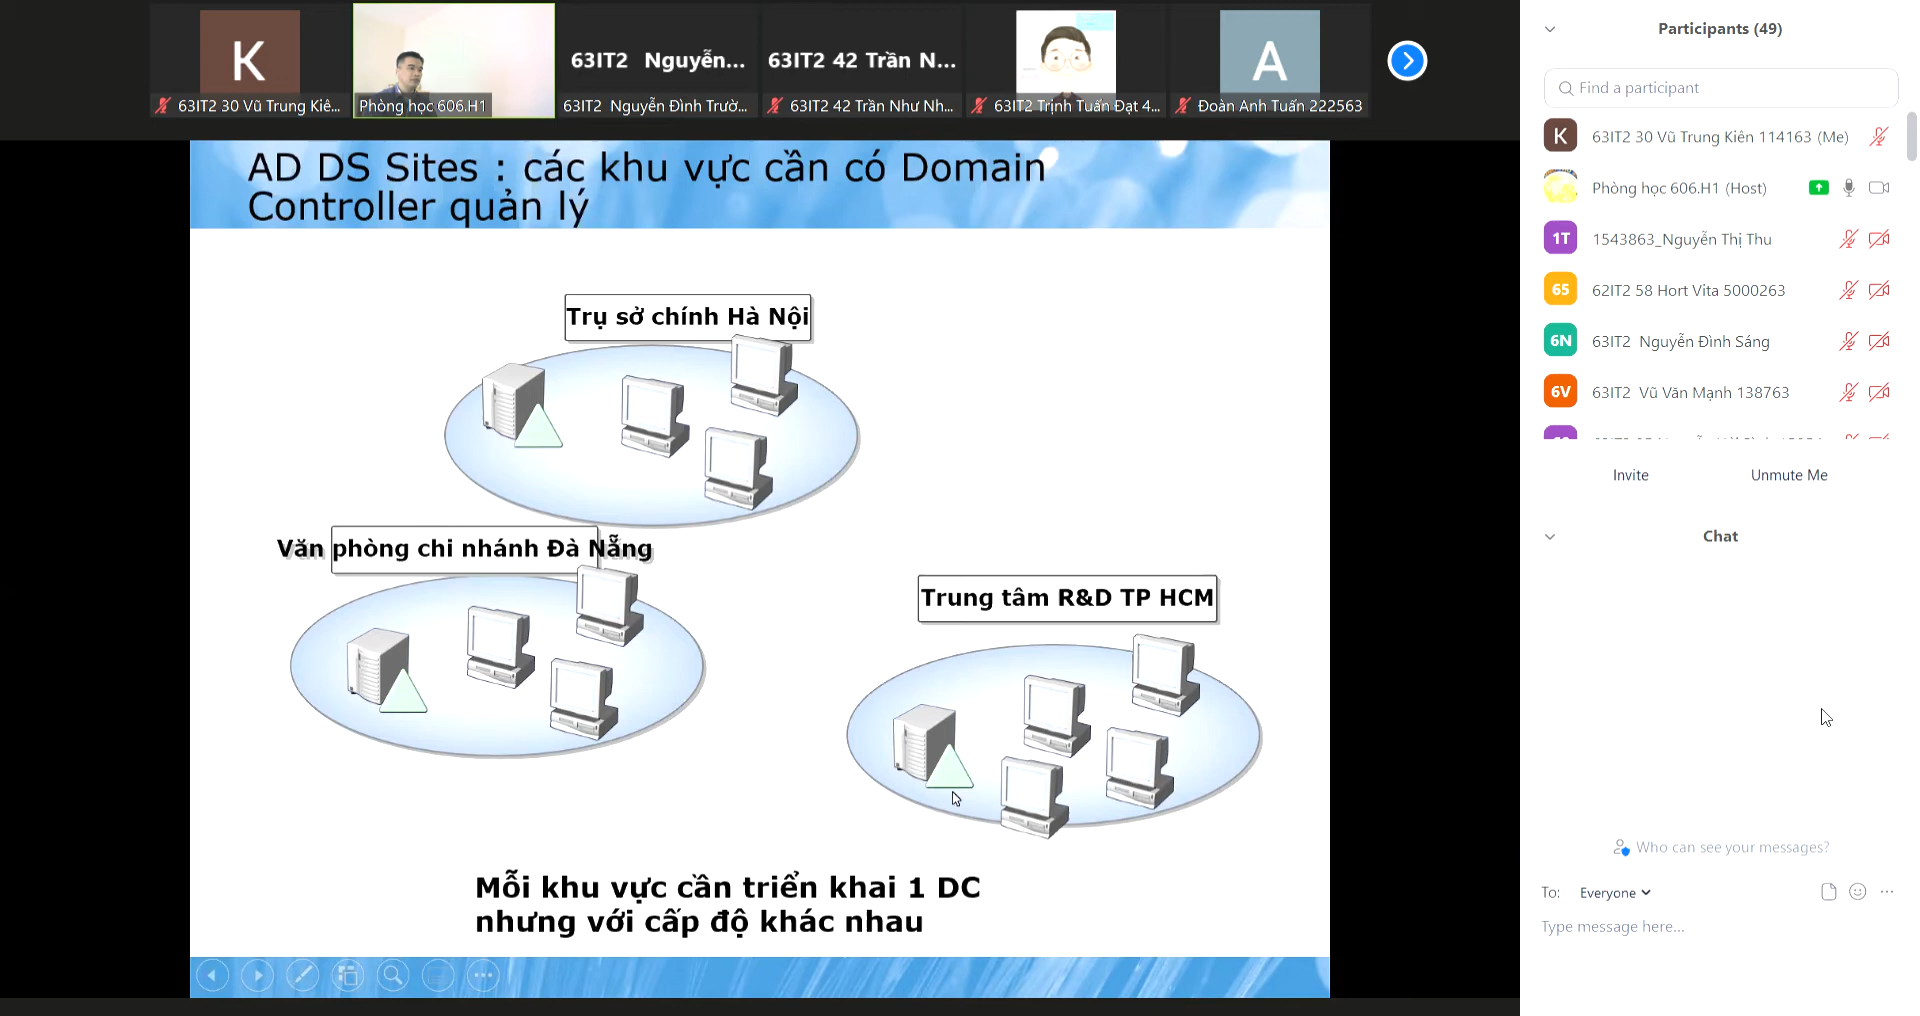 K
63IT2 30 Vũ Trung Kiê...
Phòng học 606.H1
63IT2 Nguyễn...
63IT2 Nguyễn Đình Trườ...
63IT2 42 Trần N...
63IT2 42 Trần Như Nh...
63IT2 Trịnh Tuấn Đạt 4...
A
Đoàn Anh Tuấn 222563
AD DS Sites : các khu vực cần có Domain
Controller quản lý
Trụ sở chính Hà Nội
Văn phòng chi nhánh Đà Nẵng
Trung tâm R&D TP HCM
Mỗi khu vực cần triển khai 1 DC
nhưng với cấp độ khác nhau
Participants (49)
Find a participant
K 63IT2 30 Vũ Trung Kiên 114163 (Me)
Phòng học 606.H1 (Host)
1T 1543863_Nguyễn Thị Thu
65 62IT2 58 Hort Vita 5000263
6N 63IT2 Nguyễn Đình Sáng
6V 63IT2 Vũ Văn Mạnh 138763
Invite
Unmute Me
Chat
Who can see your messages?
To: Everyone
Type message here...